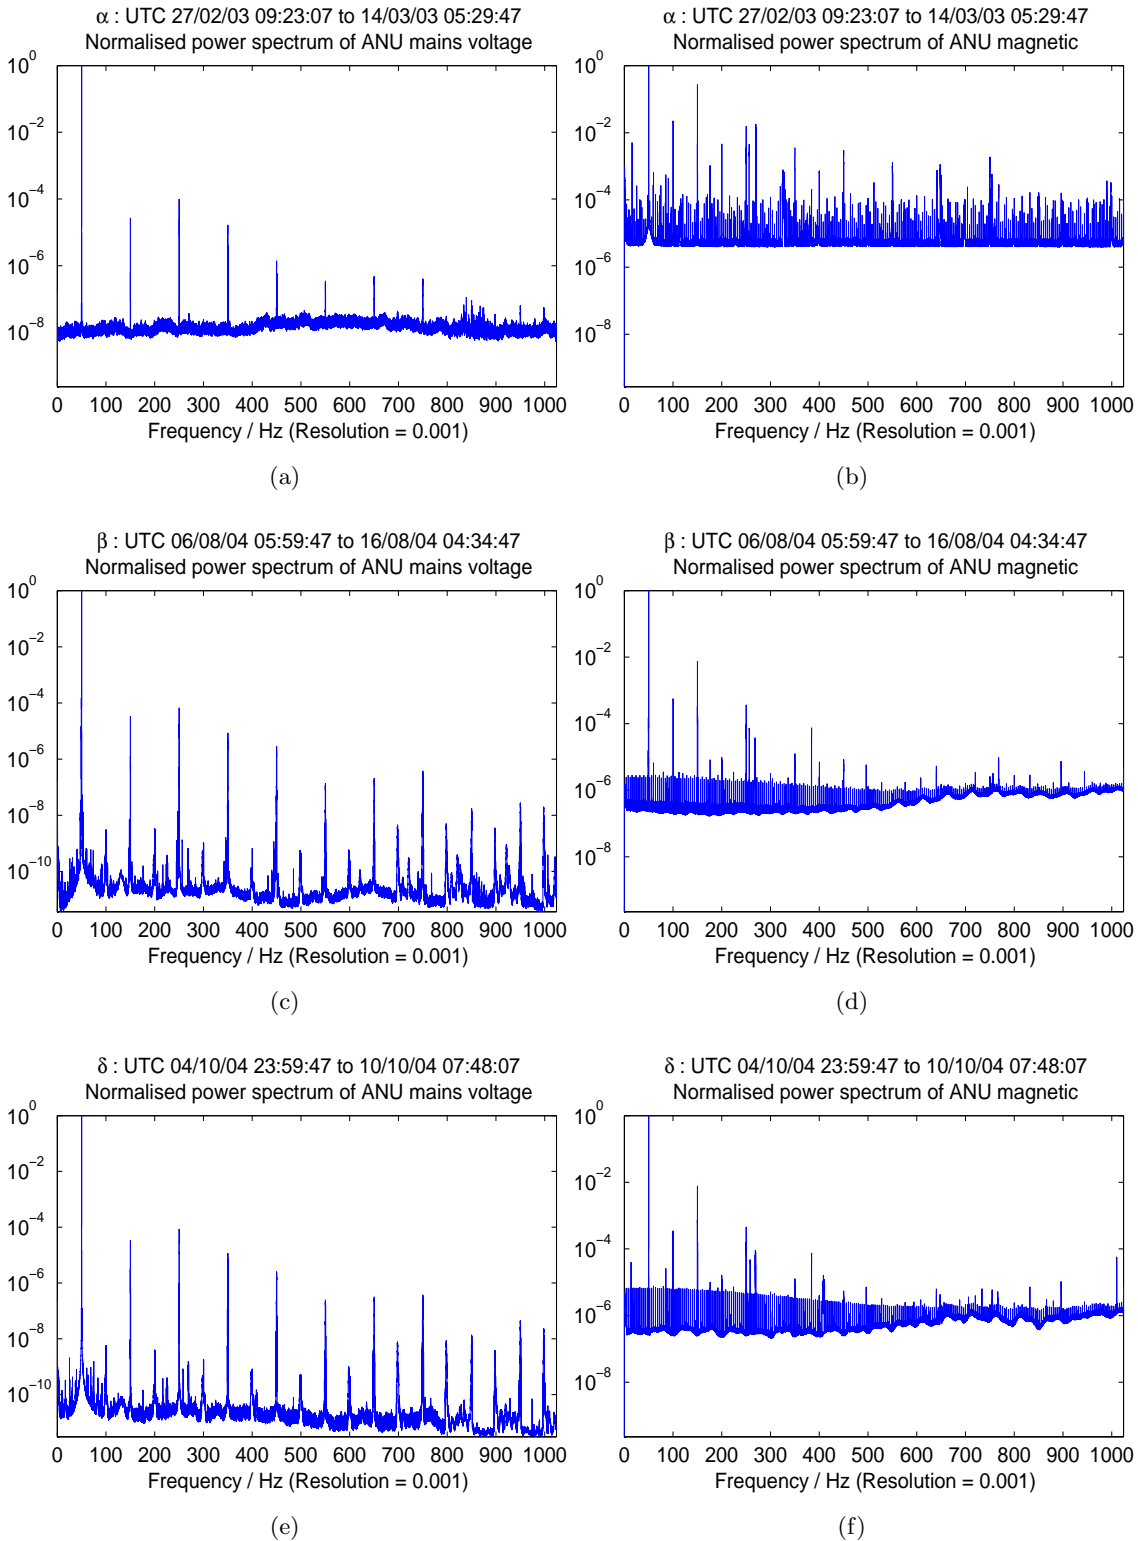 α : UTC 27/02/03 09:23:07 to 14/03/03 05:29:47
Normalised power spectrum of ANU mains voltage
10^0
10^−2
10^−4
10^−6
10^−8
0 100 200 300 400 500 600 700 800 900 1000
Frequency / Hz (Resolution = 0.001)
(a)
α : UTC 27/02/03 09:23:07 to 14/03/03 05:29:47
Normalised power spectrum of ANU magnetic
10^0
10^−2
10^−4
10^−6
10^−8
0 100 200 300 400 500 600 700 800 900 1000
Frequency / Hz (Resolution = 0.001)
(b)
β : UTC 06/08/04 05:59:47 to 16/08/04 04:34:47
Normalised power spectrum of ANU mains voltage
10^0
10^−2
10^−4
10^−6
10^−8
10^−10
0 100 200 300 400 500 600 700 800 900 1000
Frequency / Hz (Resolution = 0.001)
(c)
β : UTC 06/08/04 05:59:47 to 16/08/04 04:34:47
Normalised power spectrum of ANU magnetic
10^0
10^−2
10^−4
10^−6
10^−8
0 100 200 300 400 500 600 700 800 900 1000
Frequency / Hz (Resolution = 0.001)
(d)
δ : UTC 04/10/04 23:59:47 to 10/10/04 07:48:07
Normalised power spectrum of ANU mains voltage
10^0
10^−2
10^−4
10^−6
10^−8
10^−10
0 100 200 300 400 500 600 700 800 900 1000
Frequency / Hz (Resolution = 0.001)
(e)
δ : UTC 04/10/04 23:59:47 to 10/10/04 07:48:07
Normalised power spectrum of ANU magnetic
10^0
10^−2
10^−4
10^−6
10^−8
0 100 200 300 400 500 600 700 800 900 1000
Frequency / Hz (Resolution = 0.001)
(f)